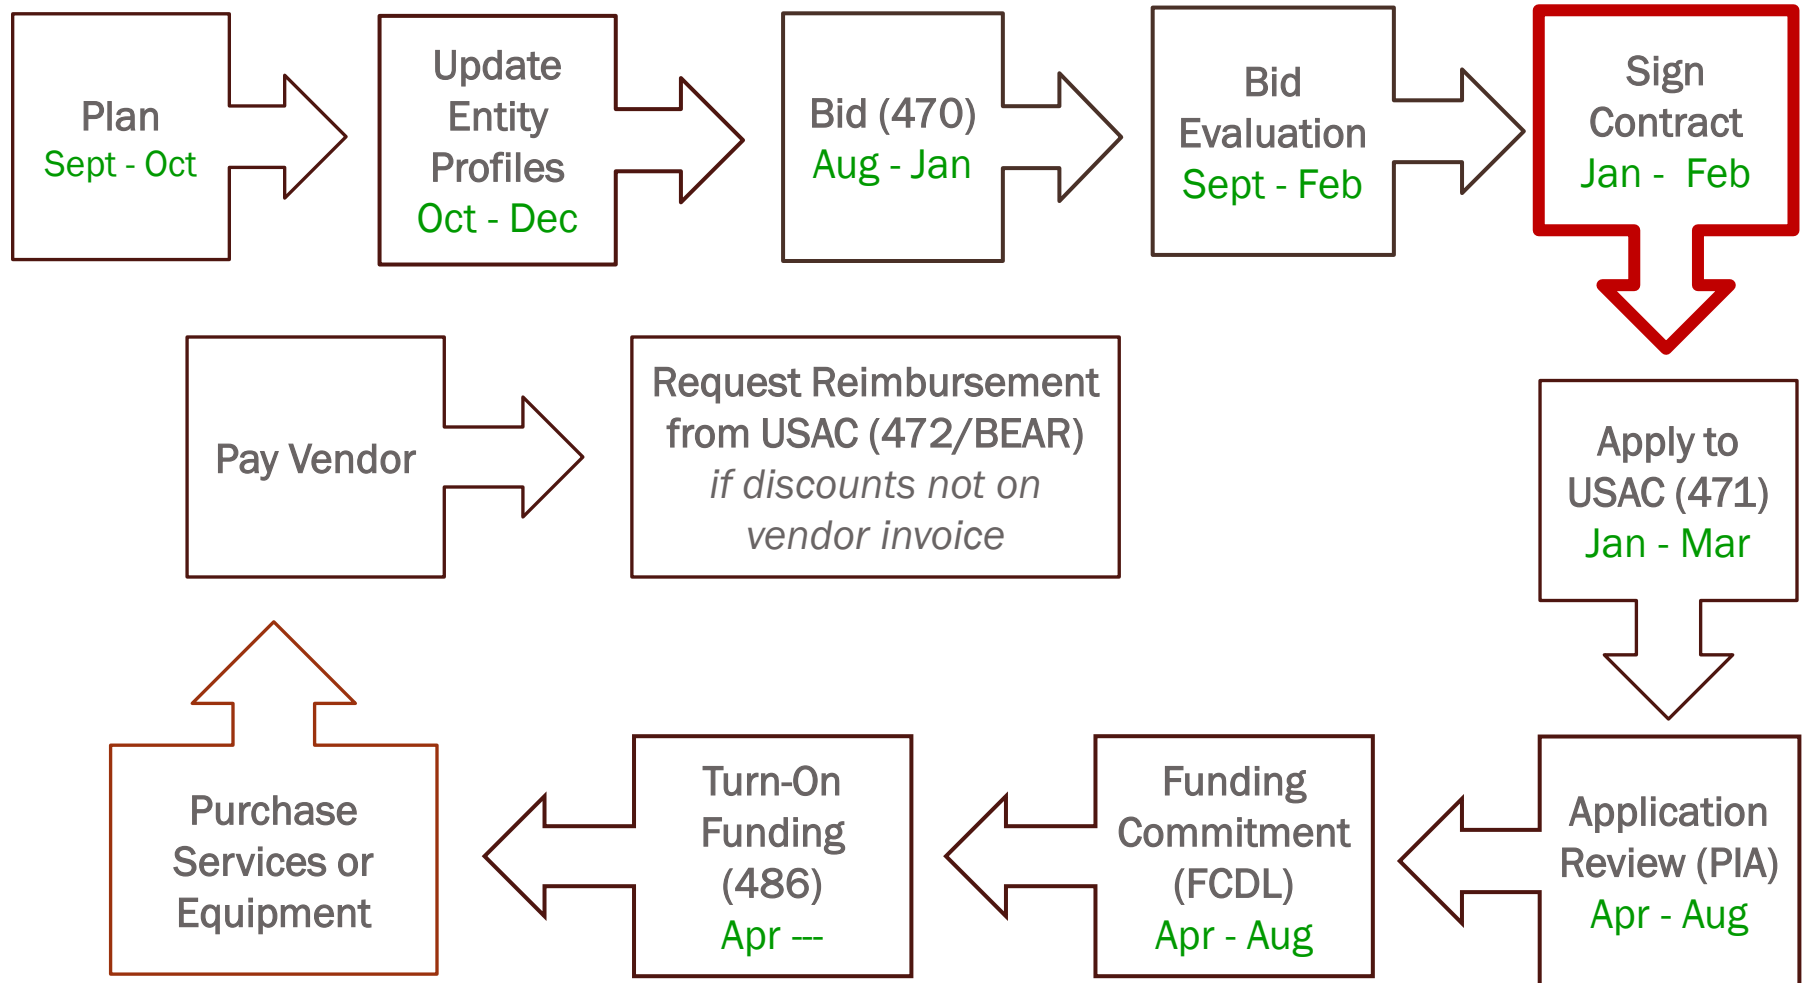 Plan
Sept - Oct
Update
Entity
Profiles
Oct - Dec
Bid (470)
Aug - Jan
Bid
Evaluation
Sept - Feb
Sign
Contract
Jan -  Feb
Apply to
USAC (471)
Jan - Mar
Application
Review (PIA)
Apr - Aug
Funding
Commitment
(FCDL)
Apr - Aug
Turn-On
Funding
(486)
Apr ---
Purchase
Services or
Equipment
Pay Vendor
Request Reimbursement
from USAC (472/BEAR)
if discounts not on
vendor invoice